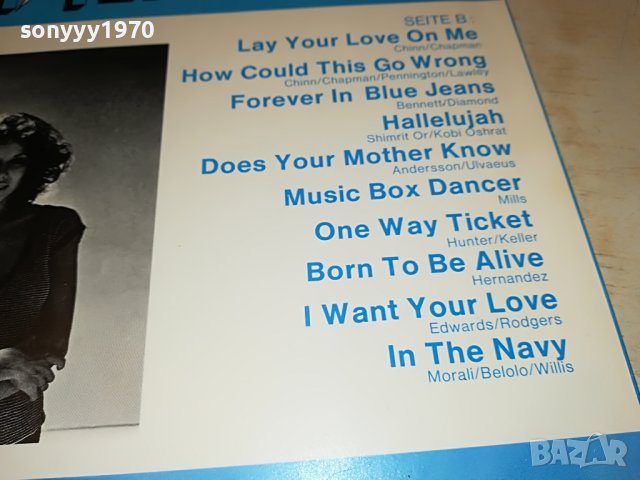 sonyyy1970
SEITE B:
Lay Your Love On Me
Chinn/Chapman
How Could This Go Wrong
Chinn/Chapman/Pennington/Lawley
Forever In Blue Jeans
Bennett/Diamond
Hallelujah
Shimrit Or/Kobi Oshrat
Does Your Mother Know
Andersson/Ulvaeus
Music Box Dancer
Mills
One Way Ticket
Hunter/Keller
Born To Be Alive
Hernandez
I Want Your Love
Edwards/Rodgers
In The Navy
Morali/Belolo/Willis
BAZAR